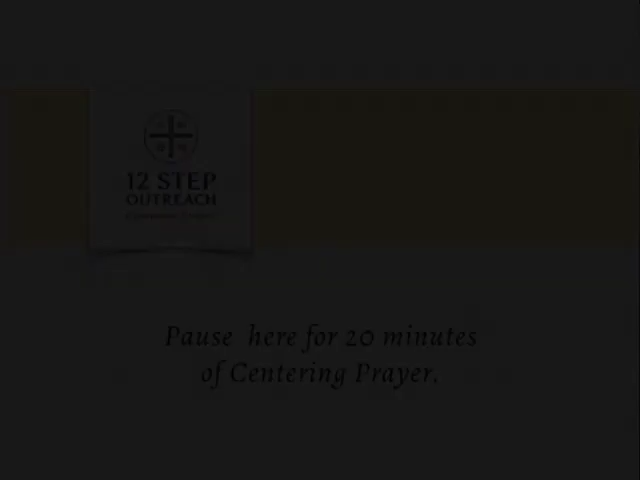 12 STEP
OUTREACH
Pause here for 20 minutes
of Centering Prayer.